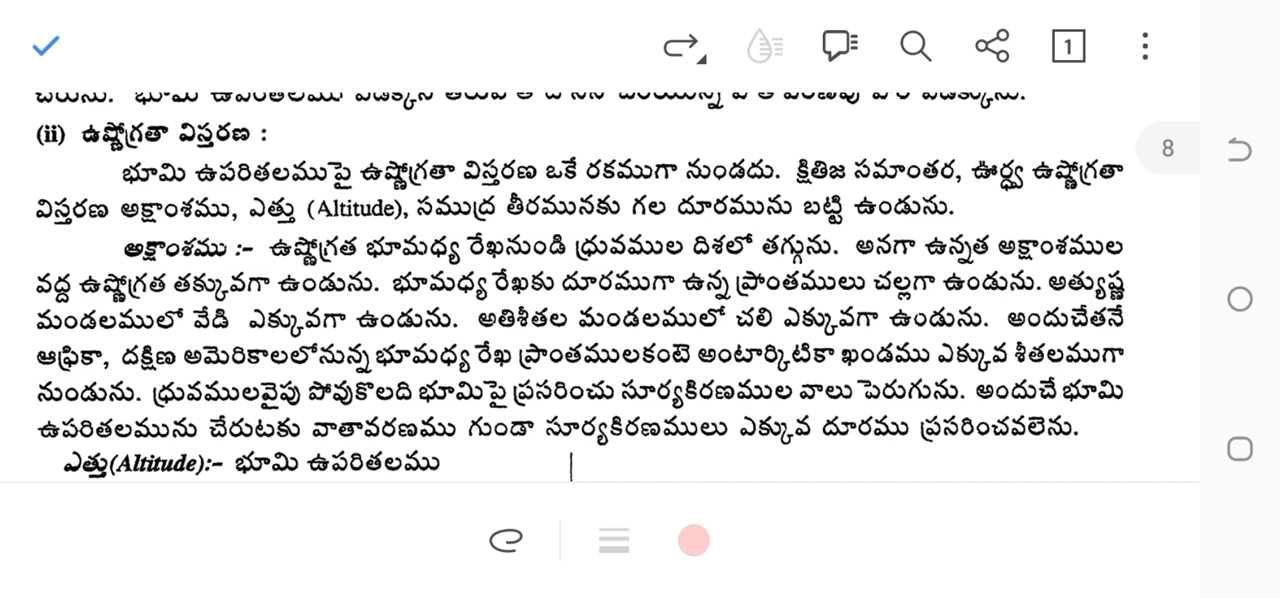 8
(ii) ఉష్ణోగ్రతా విస్తరణ :
భూమి ఉపరితలముపై ఉష్ణోగ్రతా విస్తరణ ఒకే రకముగా నుండదు. క్షితిజ సమాంతర, ఊర్ధ్వ ఉష్ణోగ్రతా
విస్తరణ అక్షాంశము, ఎత్తు (Altitude), సముద్ర తీరమునకు గల దూరమును బట్టి ఉండును.
అక్షాంశము :- ఉష్ణోగ్రత భూమధ్య రేఖనుండి ధ్రువముల దిశలో తగ్గును. అనగా ఉన్నత అక్షాంశముల
వద్ద ఉష్ణోగ్రత తక్కువగా ఉండును. భూమధ్య రేఖకు దూరముగా ఉన్న ప్రాంతములు చల్లగా ఉండును. అత్యుష్ణ
మండలములో వేడి ఎక్కువగా ఉండును. అతిశీతల మండలములో చలి ఎక్కువగా ఉండును. అందుచేతనే
ఆఫ్రికా, దక్షిణ అమెరికాలలోనున్న భూమధ్య రేఖ ప్రాంతములకంటె అంటార్కిటికా ఖండము ఎక్కువ శీతలముగా
నుండును. ధ్రువములవైపు పోవుకొలది భూమిపై ప్రసరించు సూర్యకిరణముల వాలు పెరుగును. అందుచే భూమి
ఉపరితలమును చేరుటకు వాతావరణము గుండా సూర్యకిరణములు ఎక్కువ దూరము ప్రసరించవలెను.
ఎత్తు(Altitude):- భూమి ఉపరితలము